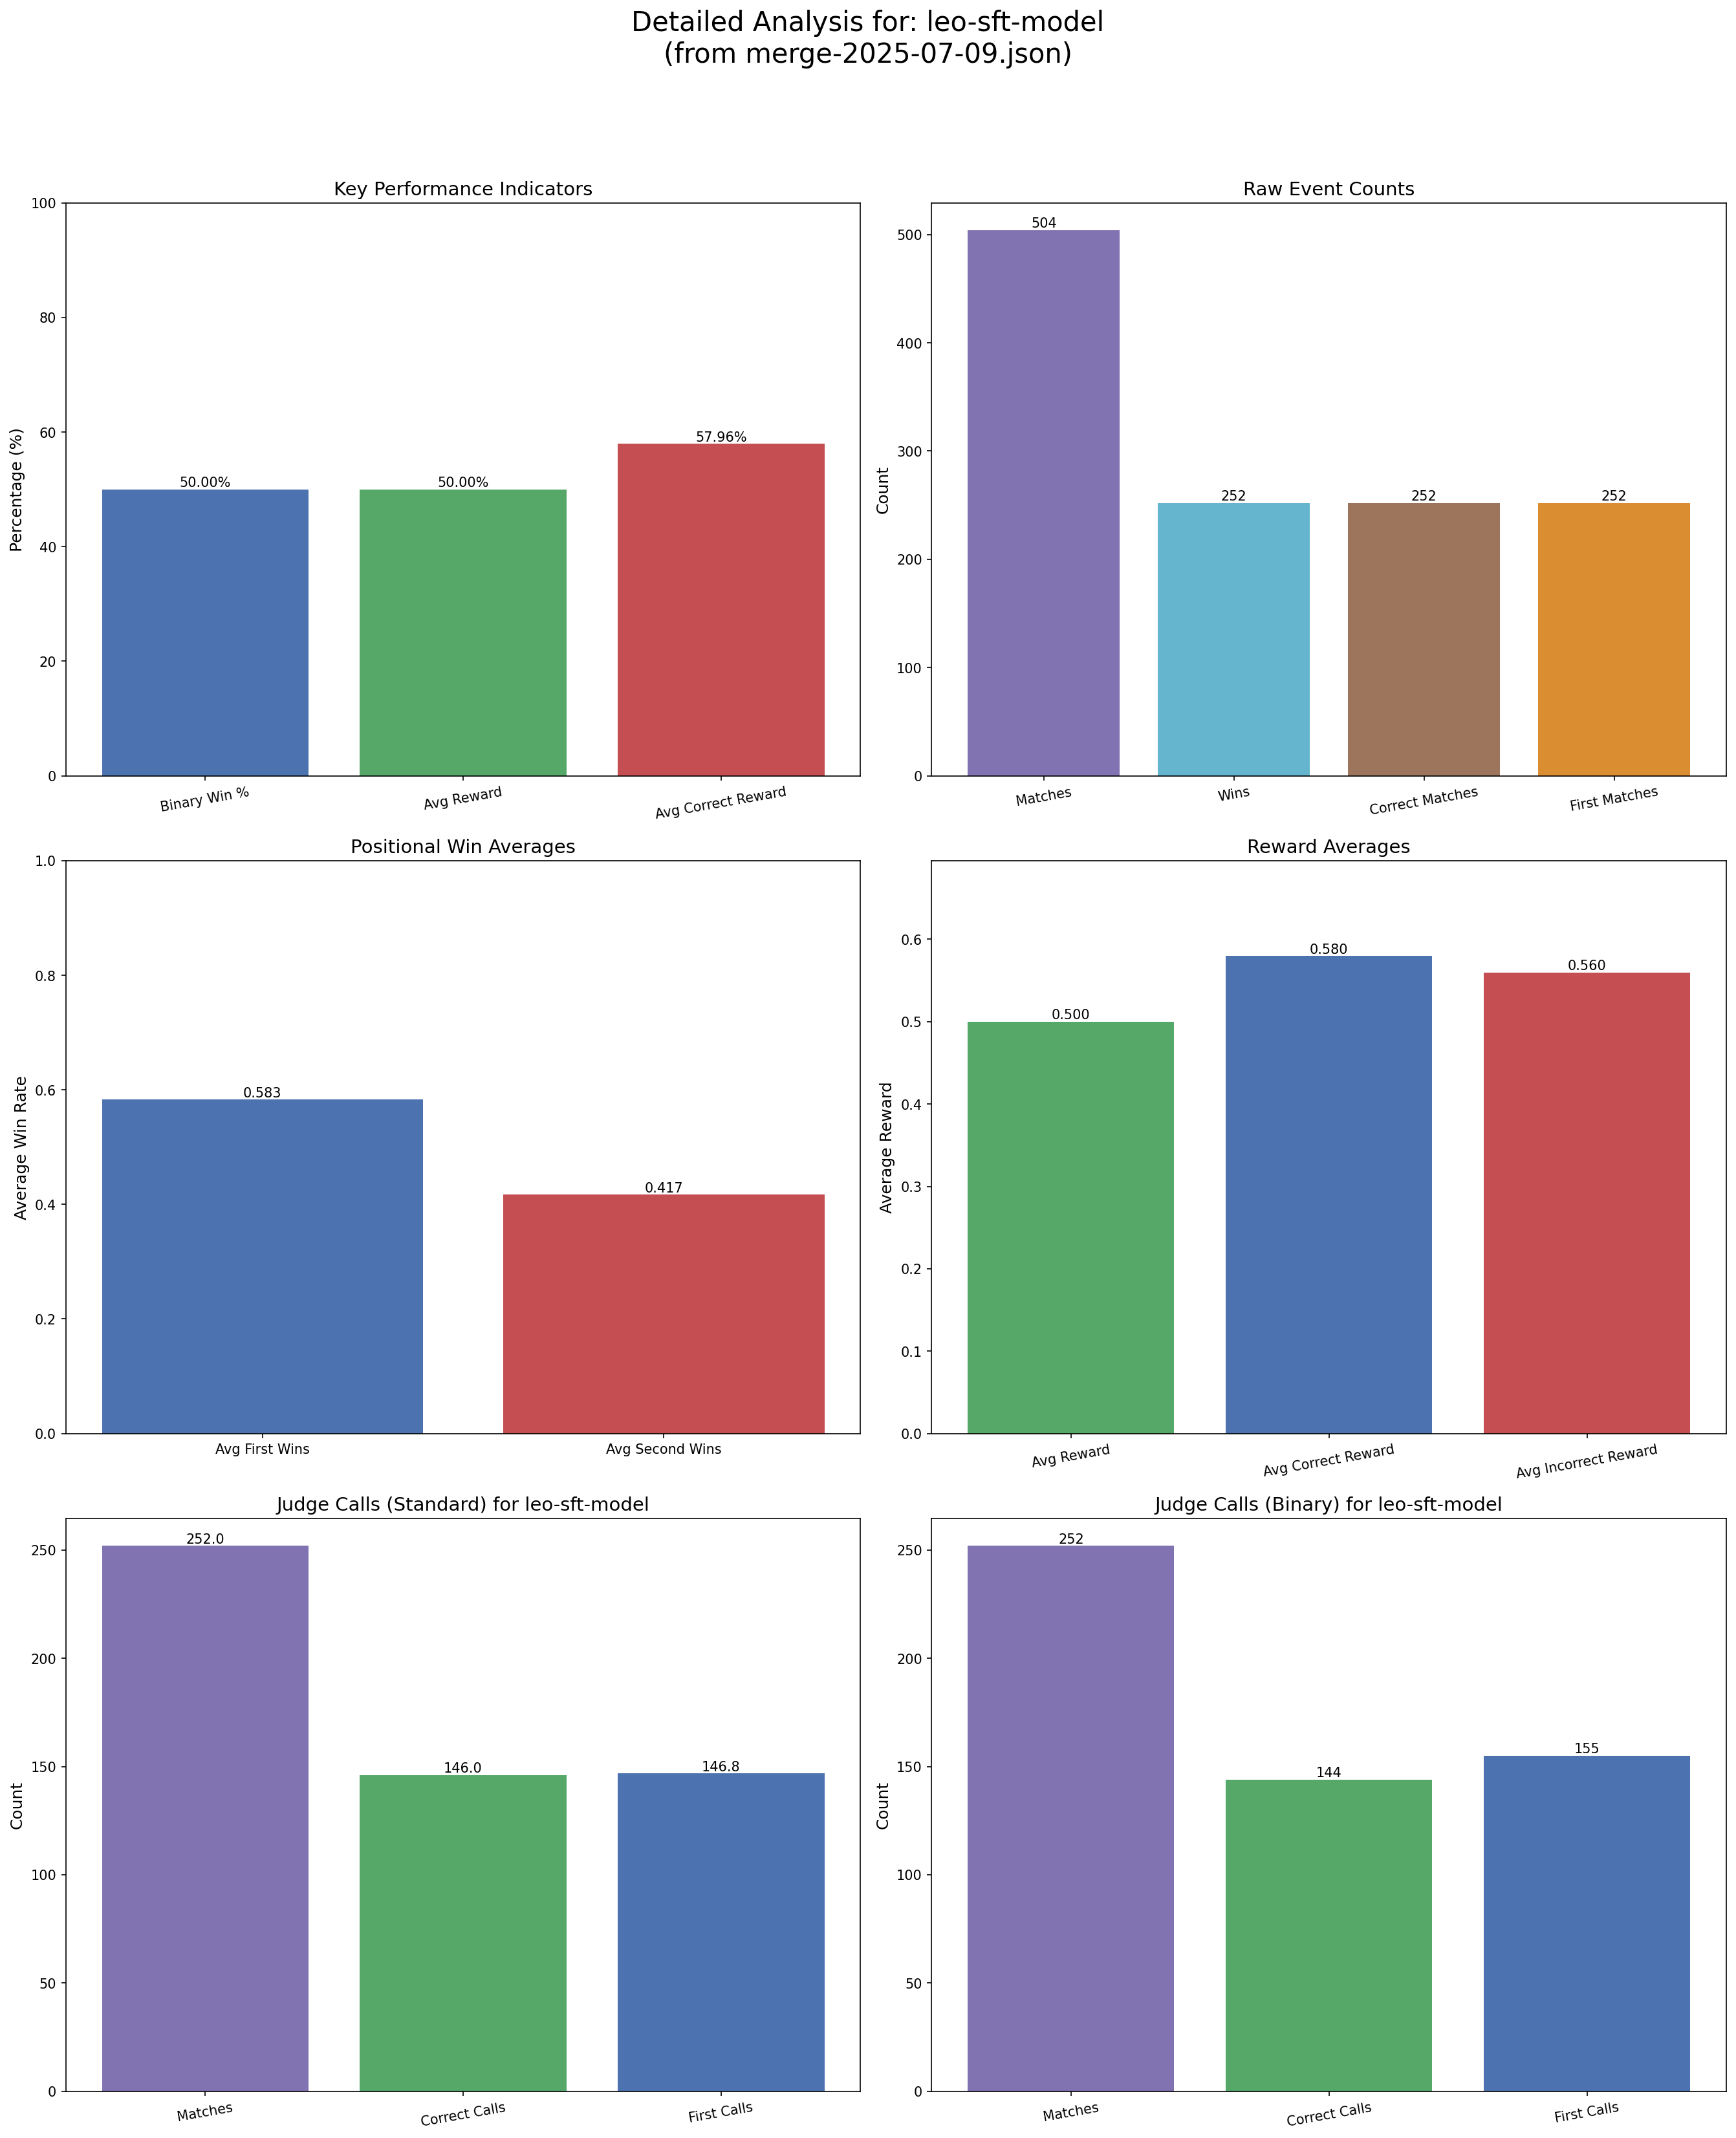 Detailed Analysis for: leo-sft-model
(from merge-2025-07-09.json)
Key Performance Indicators
Percentage (%)
100
80
60
40
20
0
50.00%
50.00%
57.96%
Binary Win %
Avg Reward
Avg Correct Reward
Raw Event Counts
Count
500
400
300
200
100
0
504
252
252
252
Matches
Wins
Correct Matches
First Matches
Positional Win Averages
Average Win Rate
1.0
0.8
0.6
0.4
0.2
0.0
0.583
0.417
Avg First Wins
Avg Second Wins
Reward Averages
Average Reward
0.6
0.5
0.4
0.3
0.2
0.1
0.0
0.500
0.580
0.560
Avg Reward
Avg Correct Reward
Avg Incorrect Reward
Judge Calls (Standard) for leo-sft-model
Count
250
200
150
100
50
0
252.0
146.0
146.8
Matches
Correct Calls
First Calls
Judge Calls (Binary) for leo-sft-model
Count
250
200
150
100
50
0
252
144
155
Matches
Correct Calls
First Calls